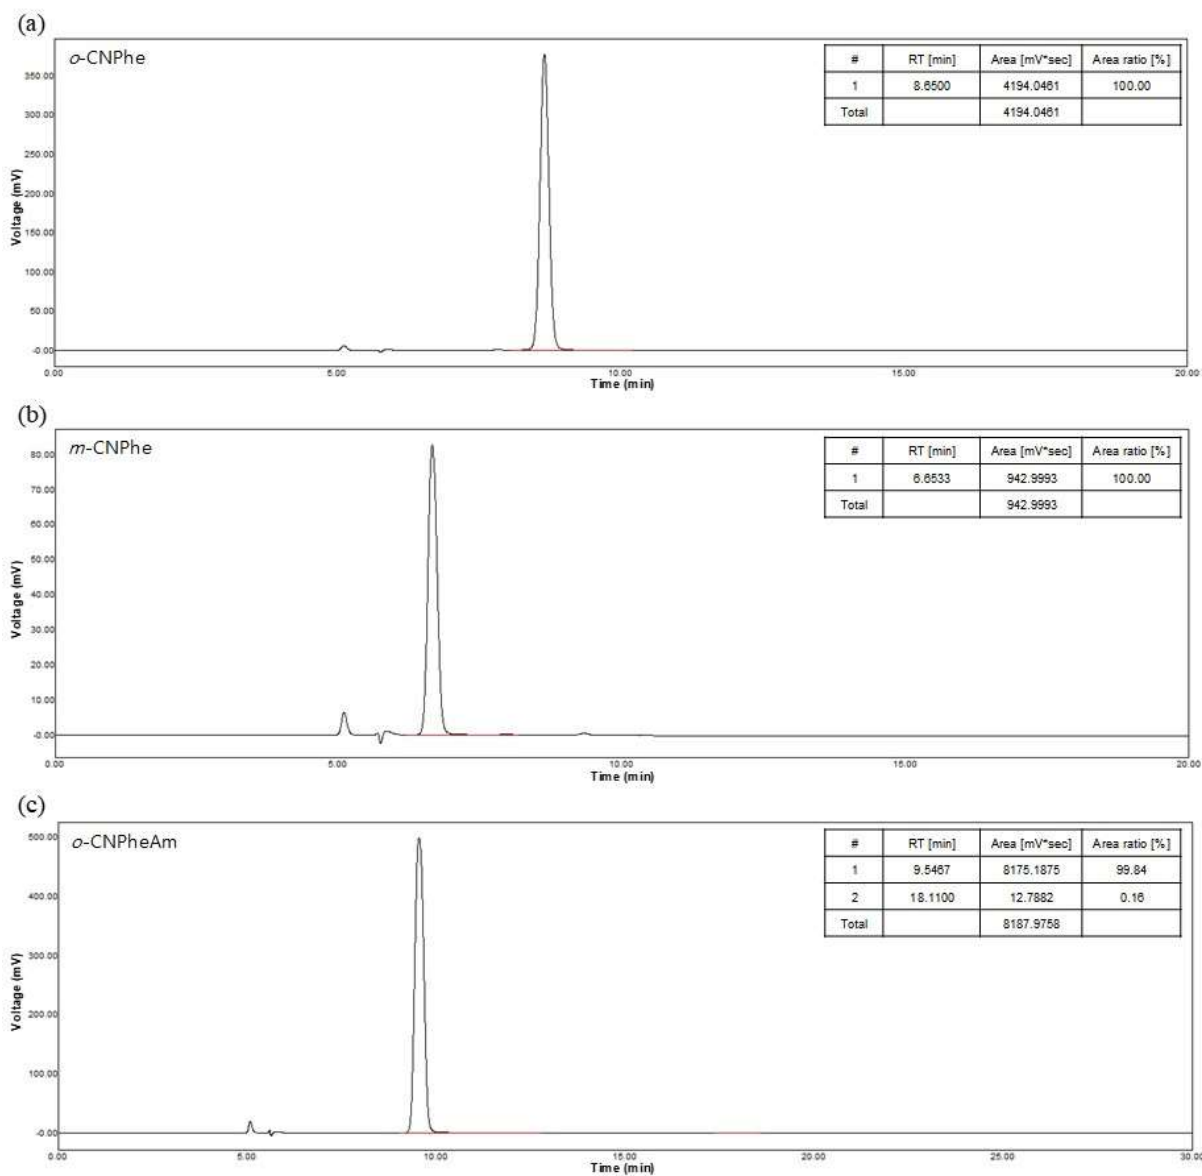 (a)
o-CNPhe
# RT [min] Area [mV*sec] Area ratio [%]
1 8.6500 4194.0461 100.00
Total 4194.0461
350.00
300.00
250.00
200.00
150.00
100.00
50.00
-0.00
Voltage (mV)
0.00 5.00 10.00 15.00 20.00
Time (min)
(b)
m-CNPhe
# RT [min] Area [mV*sec] Area ratio [%]
1 6.6533 942.9993 100.00
Total 942.9993
80.00
70.00
60.00
50.00
40.00
30.00
20.00
10.00
-0.00
Voltage (mV)
0.00 5.00 10.00 15.00 20.00
Time (min)
(c)
o-CNPheAm
# RT [min] Area [mV*sec] Area ratio [%]
1 9.5467 8175.1875 99.84
2 18.1100 12.7882 0.16
Total 8187.9758
500.00
400.00
300.00
200.00
100.00
-0.00
Voltage (mV)
0.00 5.00 10.00 15.00 20.00 25.00 30.00
Time (min)